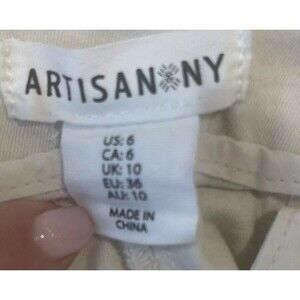 ARTISAN NY
US: 6
CA: 6
UK: 10
EU: 36
AU: 10
MADE IN
CHINA